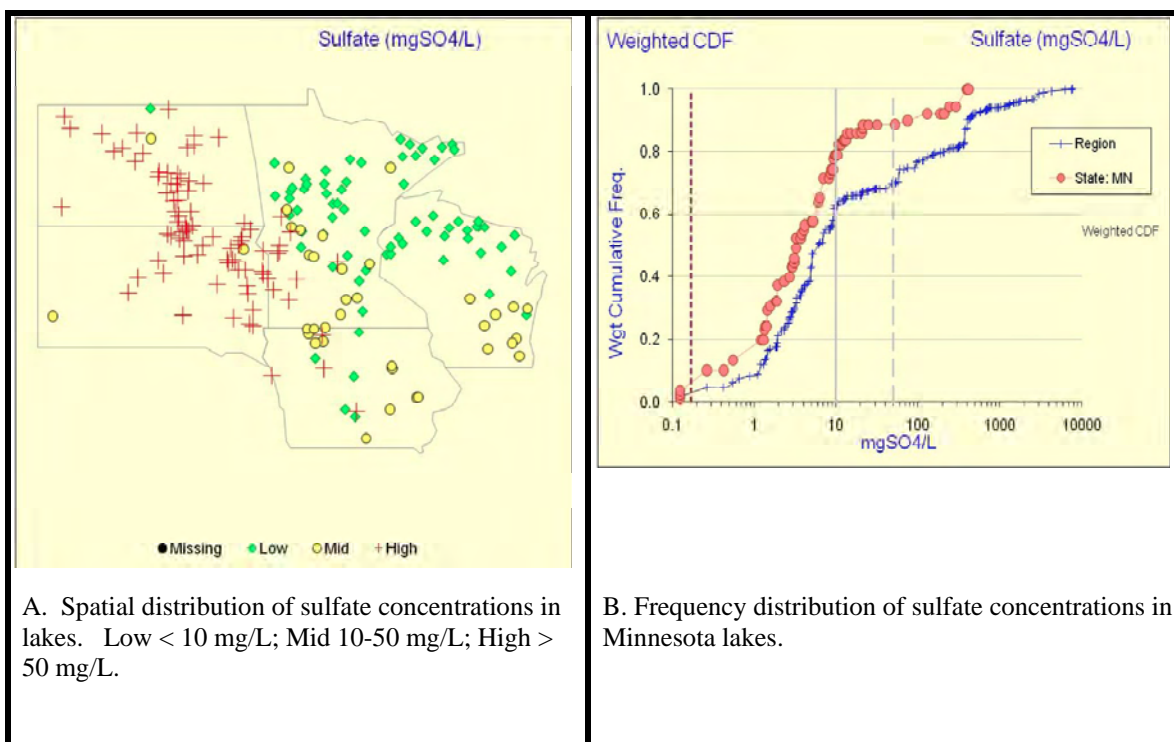 Sulfate (mgSO4/L)
Missing Low Mid High
A. Spatial distribution of sulfate concentrations in
lakes. Low < 10 mg/L; Mid 10-50 mg/L; High >
50 mg/L.
Weighted CDF Sulfate (mgSO4/L)
1.0
0.8
0.6
0.4
0.2
0.0
Wgt Cumulative Freq.
Region
State: MN
Weighted CDF
0.1 1 10 100 1000 10000
mgSO4/L
B. Frequency distribution of sulfate concentrations in
Minnesota lakes.